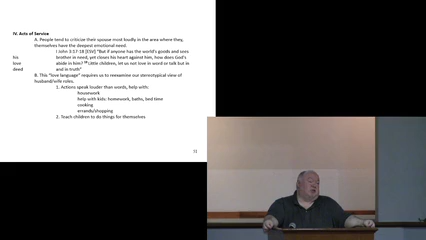 IV. Acts of Service
A. People tend to criticize their spouse most loudly in the area where they,
themselves have the deepest emotional need.
I John 3:17-18 [ESV] "But if anyone has the world's goods and sees
his brother in need, yet closes his heart against him, how does God's
love abide in him? 18 Little children, let us not love in word or talk but in
deed and in truth"
B. This "love language" requires us to reexamine our stereotypical view of
husband/wife roles.
1. Actions speak louder than words, help with:
housework
help with kids: homework, baths, bed time
cooking
errands/shopping
2. Teach children to do things for themselves